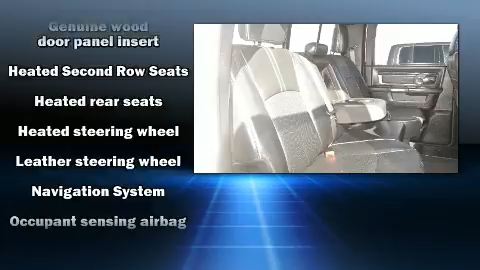 Genuine wood
door panel insert
Heated Second Row Seats
Heated rear seats
Heated steering wheel
Leather steering wheel
Navigation System
Occupant sensing airbag